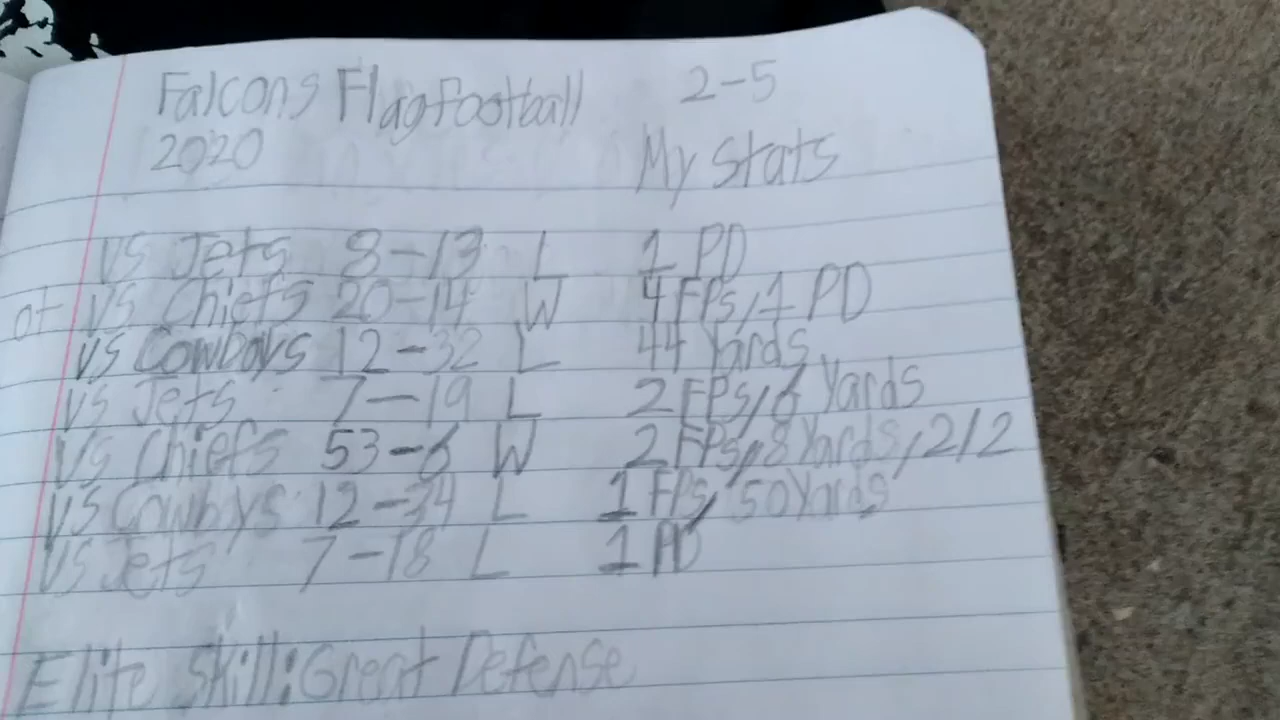 Falcons Flag Football 2-5
2020 My Stats
VS Jets 8-13 L 1 PD
ot VS Chiefs 20-14 W 4 FPs, 1 PD
VS Cowboys 12-32 L 44 Yards
VS Jets 7-19 L 2 FPs, 6 Yards
VS Chiefs 53-6 W 2 FPs, 8 Yards, 2/2
VS Cowbys 12-34 L 1 FPs, 50 Yards
VS Jets 7-18 L 1 PD
Elite Skill: Great Defense